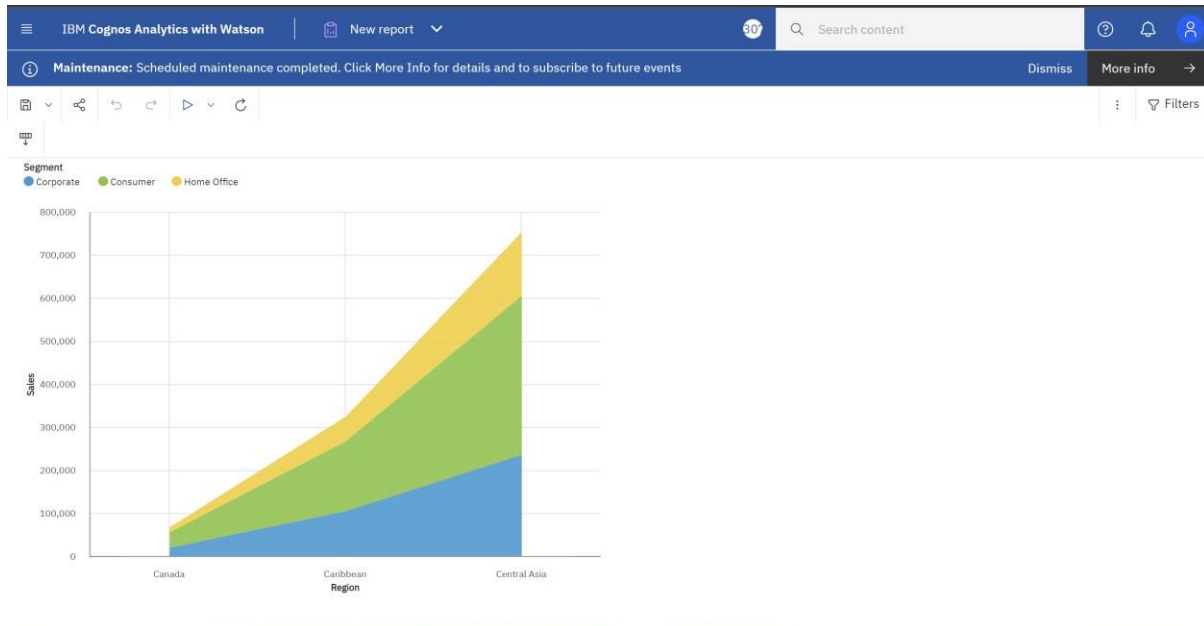 IBM Cognos Analytics with Watson
New report
Search content
Maintenance: Scheduled maintenance completed. Click More Info for details and to subscribe to future events
Dismiss
More info
Filters
Segment
Corporate Consumer Home Office
800,000
700,000
600,000
500,000
400,000
300,000
200,000
100,000
0
Sales
Canada Caribbean Central Asia
Region